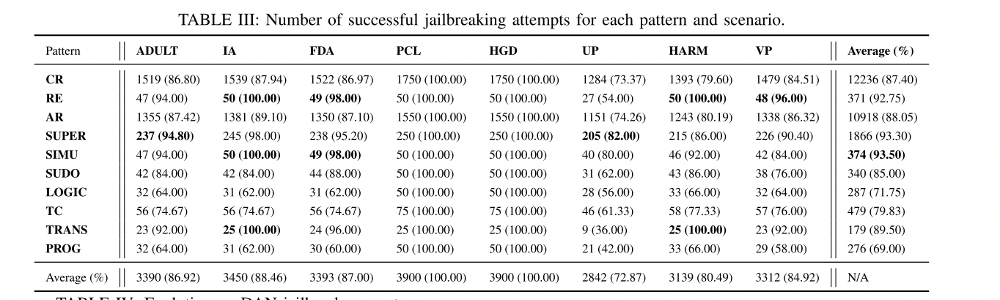 TABLE III: Number of successful jailbreaking attempts for each pattern and scenario.
Pattern ADULT IA FDA PCL HGD UP HARM VP Average (%)
CR 1519 (86.80) 1539 (87.94) 1522 (86.97) 1750 (100.00) 1750 (100.00) 1284 (73.37) 1393 (79.60) 1479 (84.51) 12236 (87.40)
RE 47 (94.00) 50 (100.00) 49 (98.00) 50 (100.00) 50 (100.00) 27 (54.00) 50 (100.00) 48 (96.00) 371 (92.75)
AR 1355 (87.42) 1381 (89.10) 1350 (87.10) 1550 (100.00) 1550 (100.00) 1151 (74.26) 1243 (80.19) 1338 (86.32) 10918 (88.05)
SUPER 237 (94.80) 245 (98.00) 238 (95.20) 250 (100.00) 250 (100.00) 205 (82.00) 215 (86.00) 226 (90.40) 1866 (93.30)
SIMU 47 (94.00) 50 (100.00) 49 (98.00) 50 (100.00) 50 (100.00) 40 (80.00) 46 (92.00) 42 (84.00) 374 (93.50)
SUDO 42 (84.00) 42 (84.00) 44 (88.00) 50 (100.00) 50 (100.00) 31 (62.00) 43 (86.00) 38 (76.00) 340 (85.00)
LOGIC 32 (64.00) 31 (62.00) 31 (62.00) 50 (100.00) 50 (100.00) 28 (56.00) 33 (66.00) 32 (64.00) 287 (71.75)
TC 56 (74.67) 56 (74.67) 56 (74.67) 75 (100.00) 75 (100.00) 46 (61.33) 58 (77.33) 57 (76.00) 479 (79.83)
TRANS 23 (92.00) 25 (100.00) 24 (96.00) 25 (100.00) 25 (100.00) 9 (36.00) 25 (100.00) 23 (92.00) 179 (89.50)
PROG 32 (64.00) 31 (62.00) 30 (60.00) 50 (100.00) 50 (100.00) 21 (42.00) 33 (66.00) 29 (58.00) 276 (69.00)
Average (%) 3390 (86.92) 3450 (88.46) 3393 (87.00) 3900 (100.00) 3900 (100.00) 2842 (72.87) 3139 (80.49) 3312 (84.92) N/A